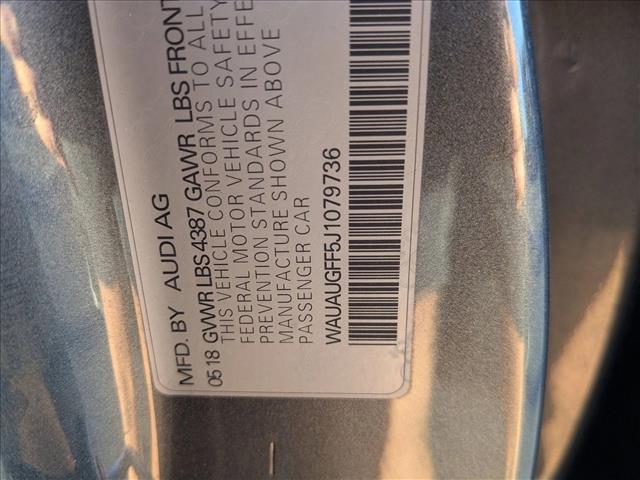 MFD. BY AUDI AG
05 18 GVWR LBS 4387 GAWR LBS FRONT
THIS VEHICLE CONFORMS TO ALL
FEDERAL MOTOR VEHICLE SAFETY
PREVENTION STANDARDS IN EFFE
MANUFACTURE SHOWN ABOVE
PASSENGER CAR
WAUAUGFF5J1079736